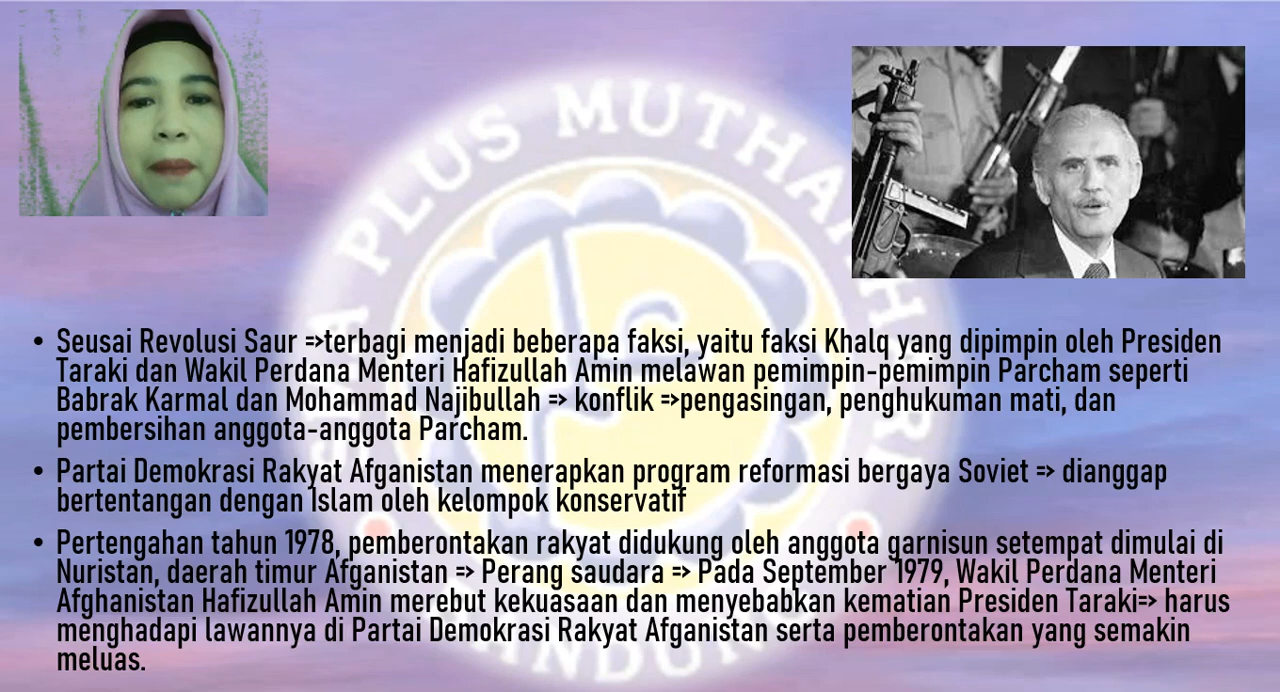 PLUS MUTHAHHARI
BANDUNG
• Seusai Revolusi Saur =>terbagi menjadi beberapa faksi, yaitu faksi Khalq yang dipimpin oleh Presiden
Taraki dan Wakil Perdana Menteri Hafizullah Amin melawan pemimpin-pemimpin Parcham seperti
Babrak Karmal dan Mohammad Najibullah => konflik =>pengasingan, penghukuman mati, dan
pembersihan anggota-anggota Parcham.
• Partai Demokrasi Rakyat Afganistan menerapkan program reformasi bergaya Soviet => dianggap
bertentangan dengan Islam oleh kelompok konservatif
• Pertengahan tahun 1978, pemberontakan rakyat didukung oleh anggota garnisun setempat dimulai di
Nuristan, daerah timur Afganistan => Perang saudara => Pada September 1979, Wakil Perdana Menteri
Afghanistan Hafizullah Amin merebut kekuasaan dan menyebabkan kematian Presiden Taraki=> harus
menghadapi lawannya di Partai Demokrasi Rakyat Afganistan serta pemberontakan yang semakin
meluas.